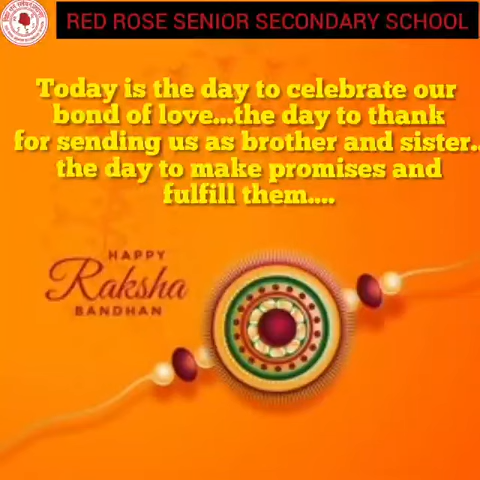 RED ROSE SENIOR SECONDARY SCHOOL
Today is the day to celebrate our
bond of love...the day to thank
for sending us as brother and sister..
the day to make promises and
fulfill them....
HAPPY
Raksha
BANDHAN